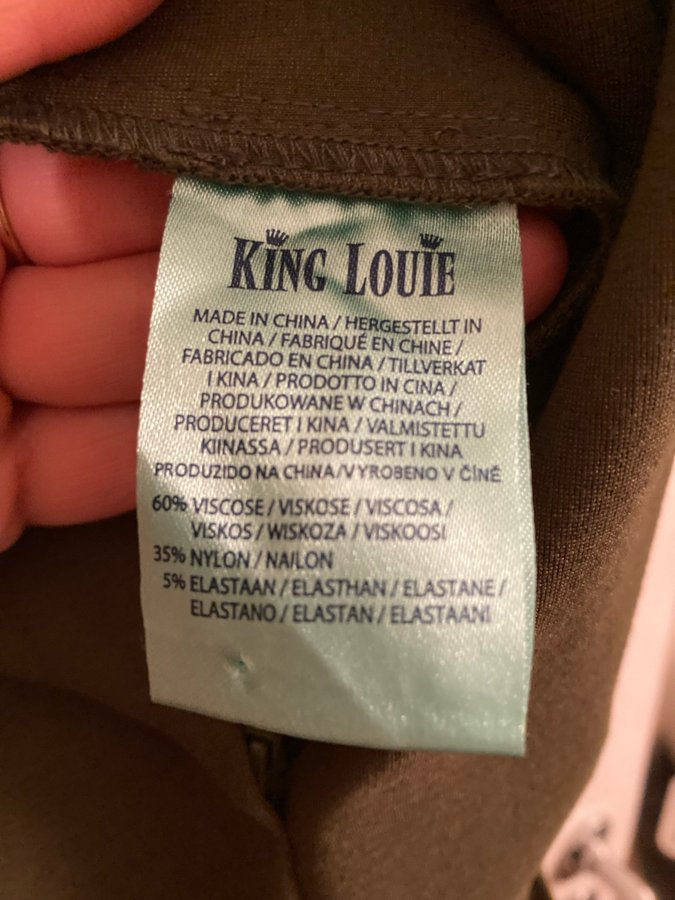 KING LOUIE
MADE IN CHINA / HERGESTELLT IN
CHINA / FABRIQUÉ EN CHINE /
FABRICADO EN CHINA / TILLVERKAT
I KINA / PRODOTTO IN CINA /
PRODUKOWANE W CHINACH /
PRODUCERET I KINA / VALMISTETTU
KIINASSA / PRODUSERT I KINA
PRODUZIDO NA CHINA/VYROBENO V ČÍNĚ
60% VISCOSE / VISKOSE / VISCOSA /
VISKOS / WISKOZA / VISKOOSI
35% NYLON / NAILON
5% ELASTAAN / ELASTHAN / ELASTANE /
ELASTANO / ELASTAN / ELASTAANI